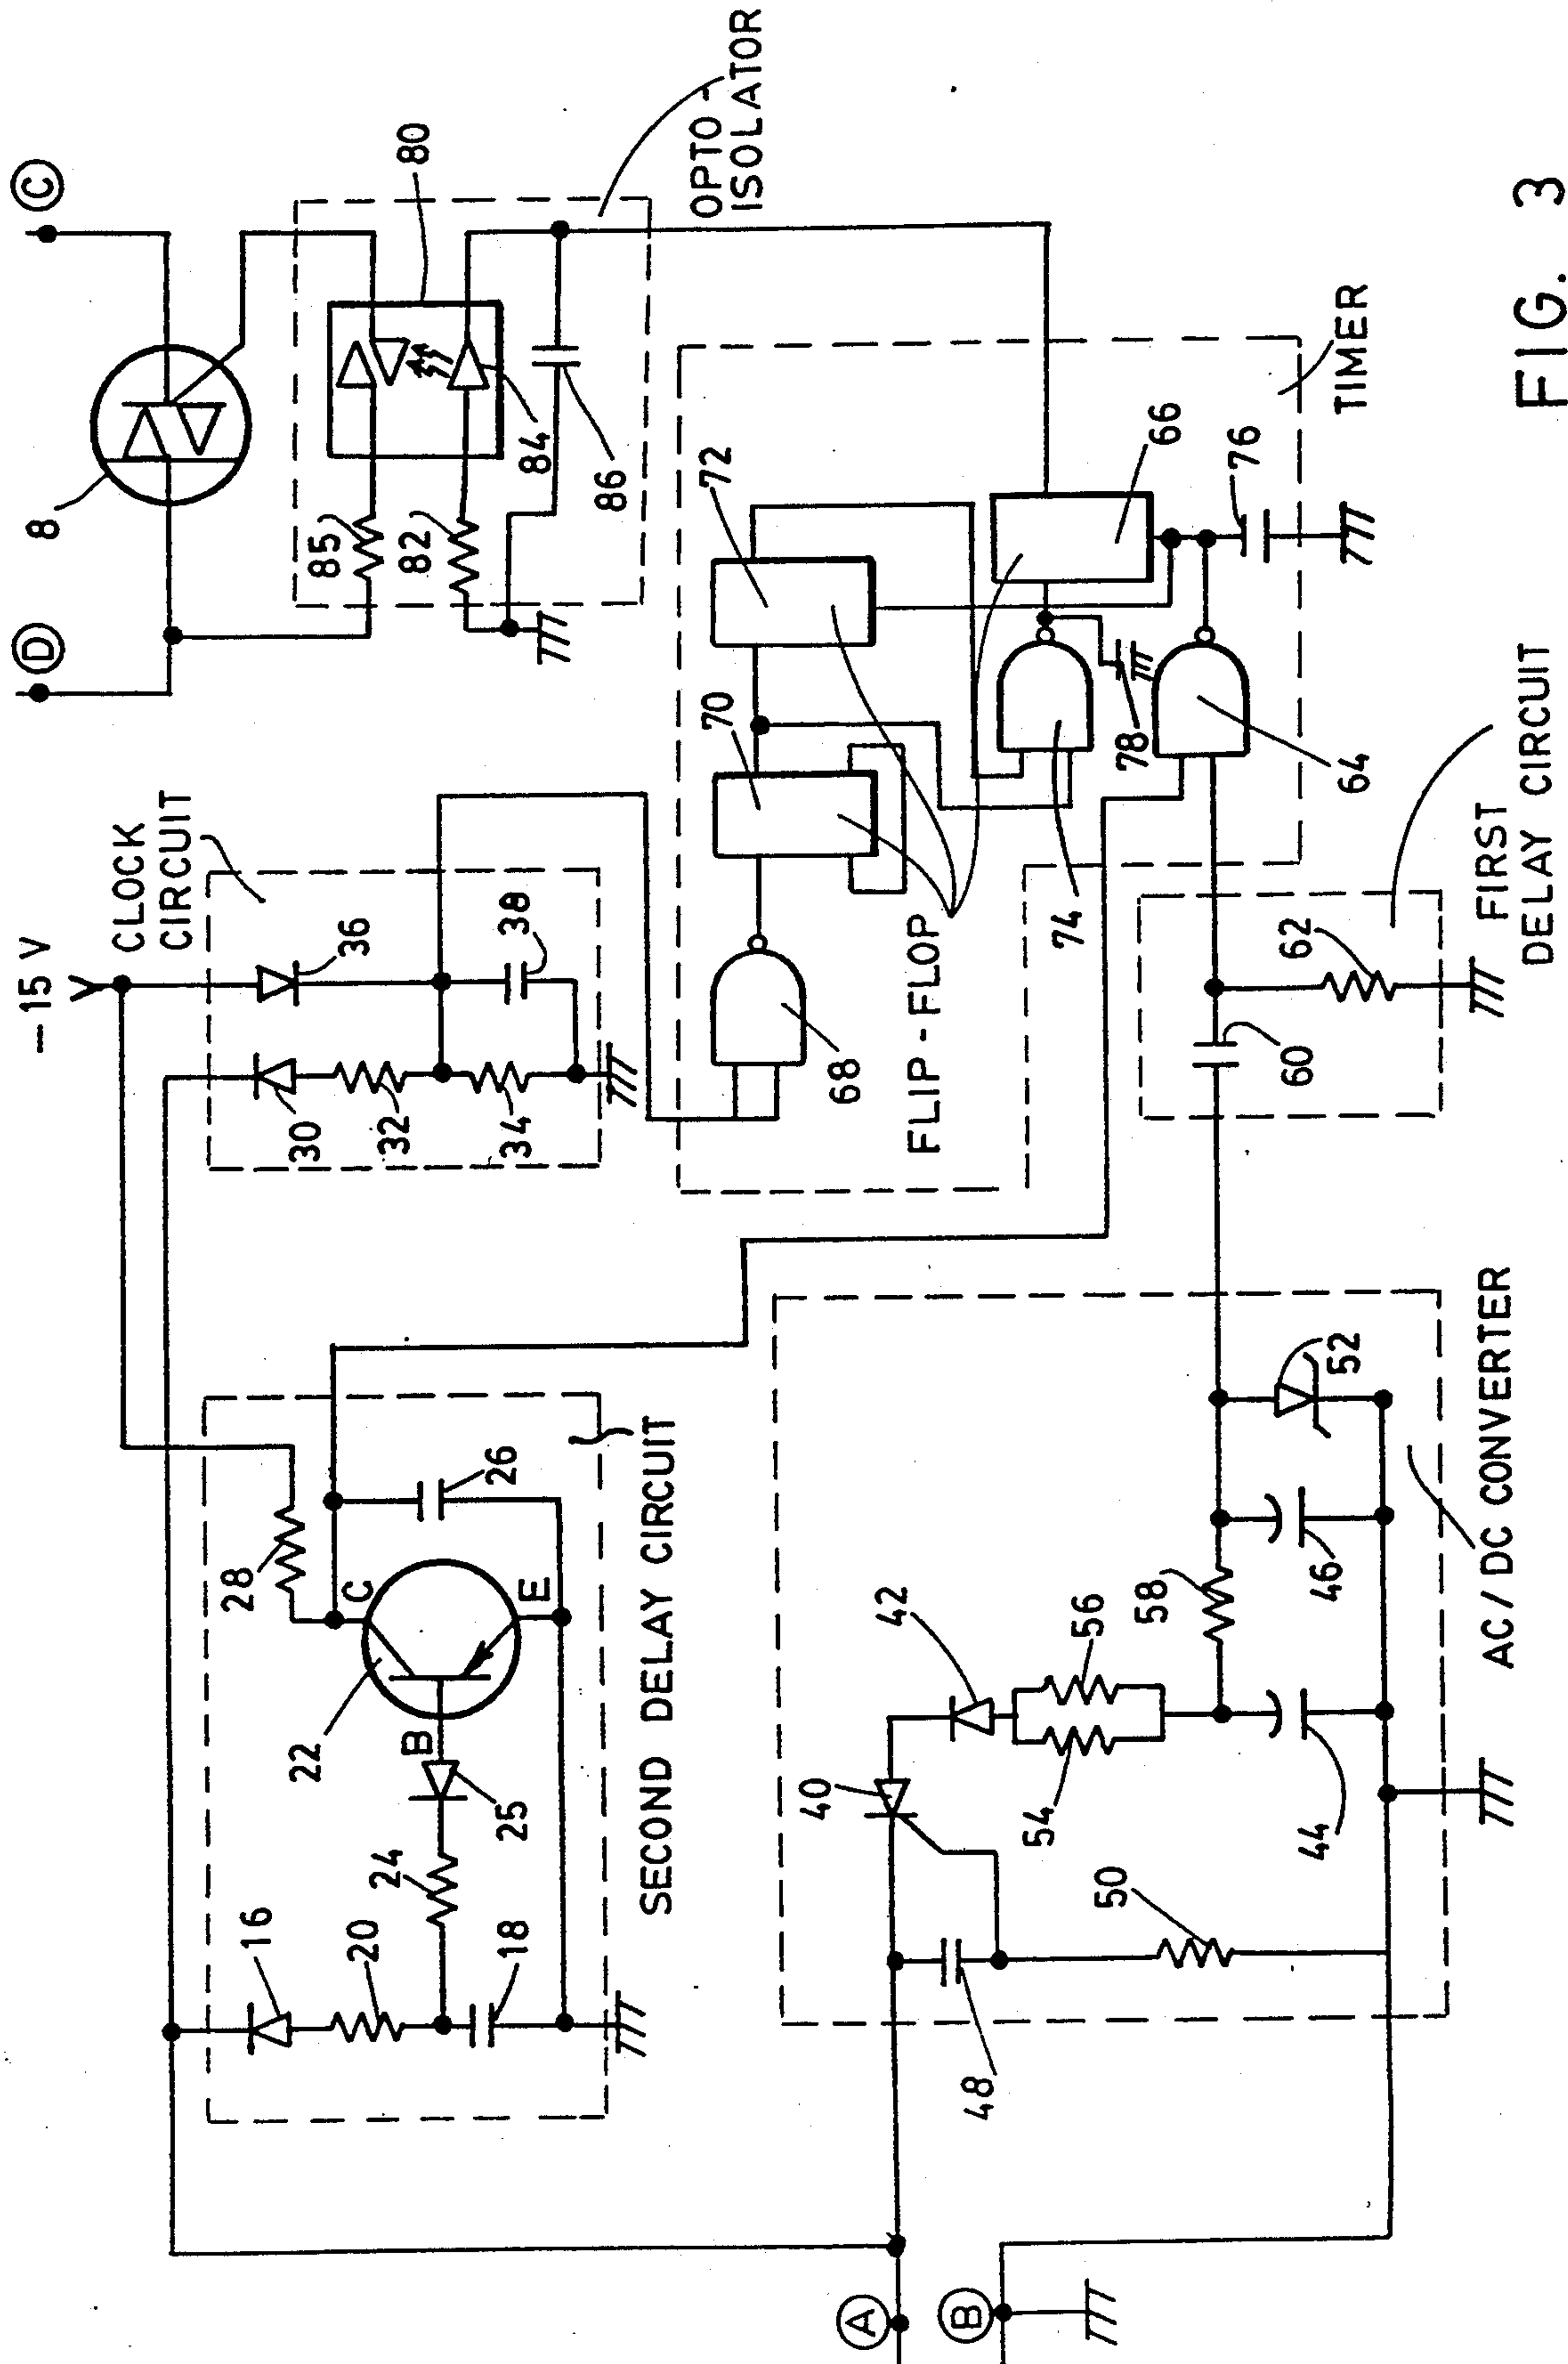 Ⓓ
Ⓒ
8
-15 V
CLOCK
CIRCUIT
85
82
80
84
86
OPTO-
ISOLATOR
28
C
22
B
E
26
16
20
24
25
18
SECOND DELAY CIRCUIT
30
36
32
34
38
68
70
72
FLIP-FLOP
74
78
66
76
64
TIMER
40
42
48
54
56
50
58
44
46
52
AC/DC CONVERTER
60
62
FIRST
DELAY CIRCUIT
Ⓐ
Ⓑ
FIG. 3